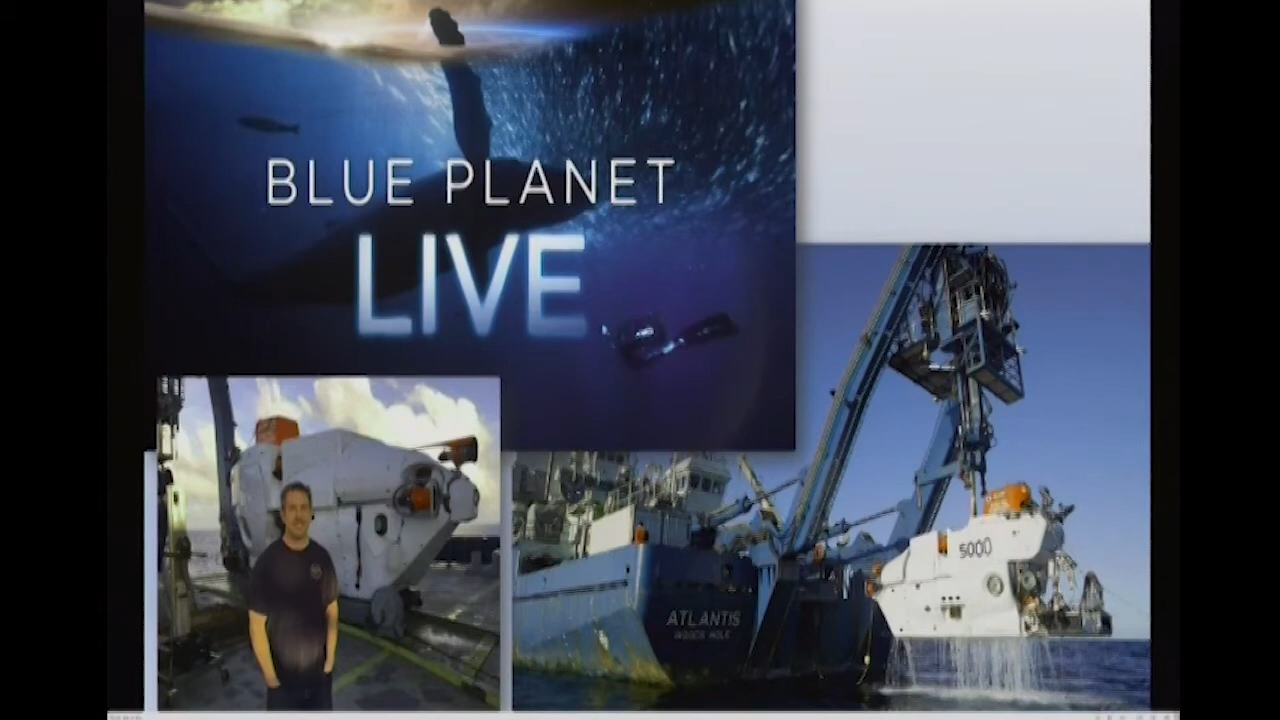 BLUE PLANET
LIVE
5000
ATLANTIS
WOODS HOLE